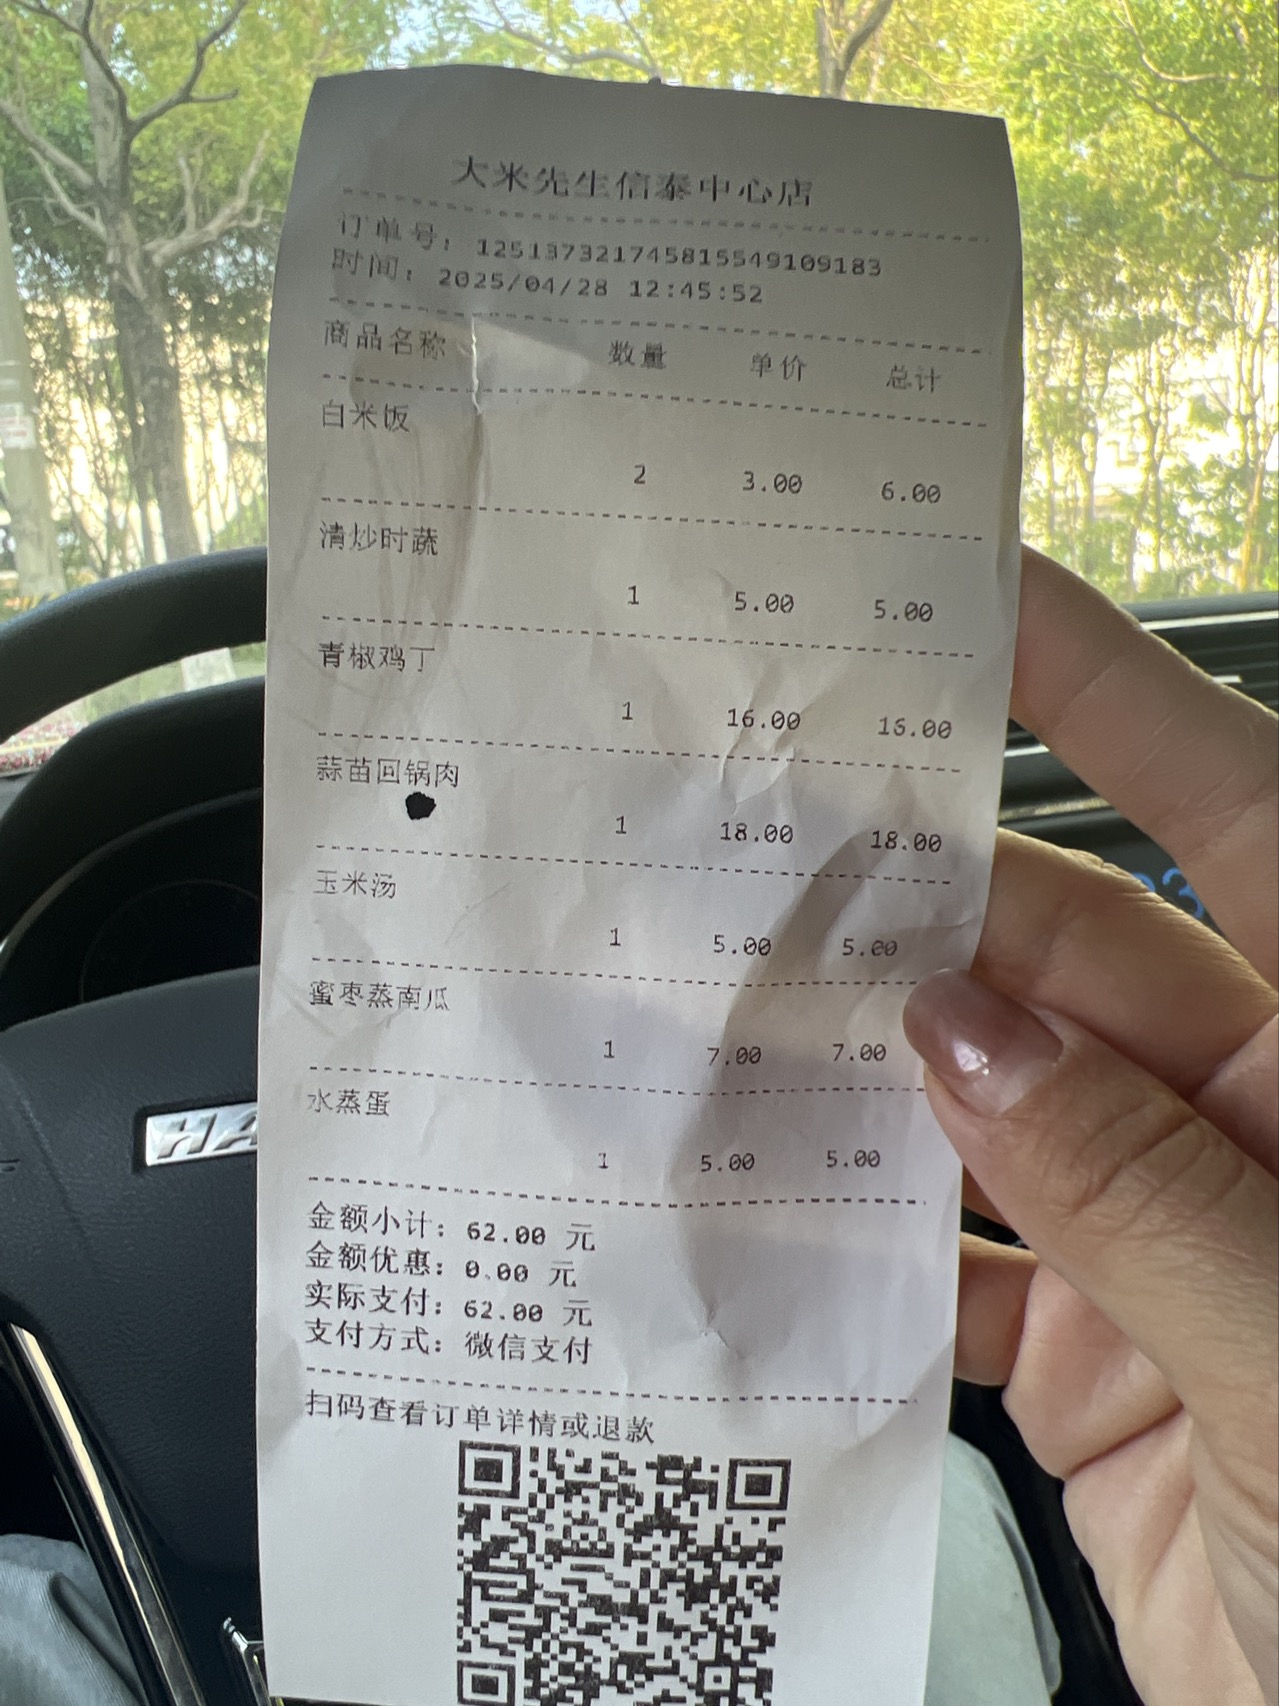 大米先生信泰中心店
订单号: 1251373217458155491​09183
时间: 2025/04/28 12:45:52
商品名称 数量 单价 总计
白米饭
2 3.00 6.00
清炒时蔬
1 5.00 5.00
青椒鸡丁
1 16.00 16.00
蒜苗回锅肉
1 18.00 18.00
玉米汤
1 5.00 5.00
蜜枣蒸南瓜
1 7.00 7.00
水蒸蛋
1 5.00 5.00
金额小计: 62.00 元
金额优惠: 0.00 元
实际支付: 62.00 元
支付方式: 微信支付
扫码查看订单详情或退款
HA